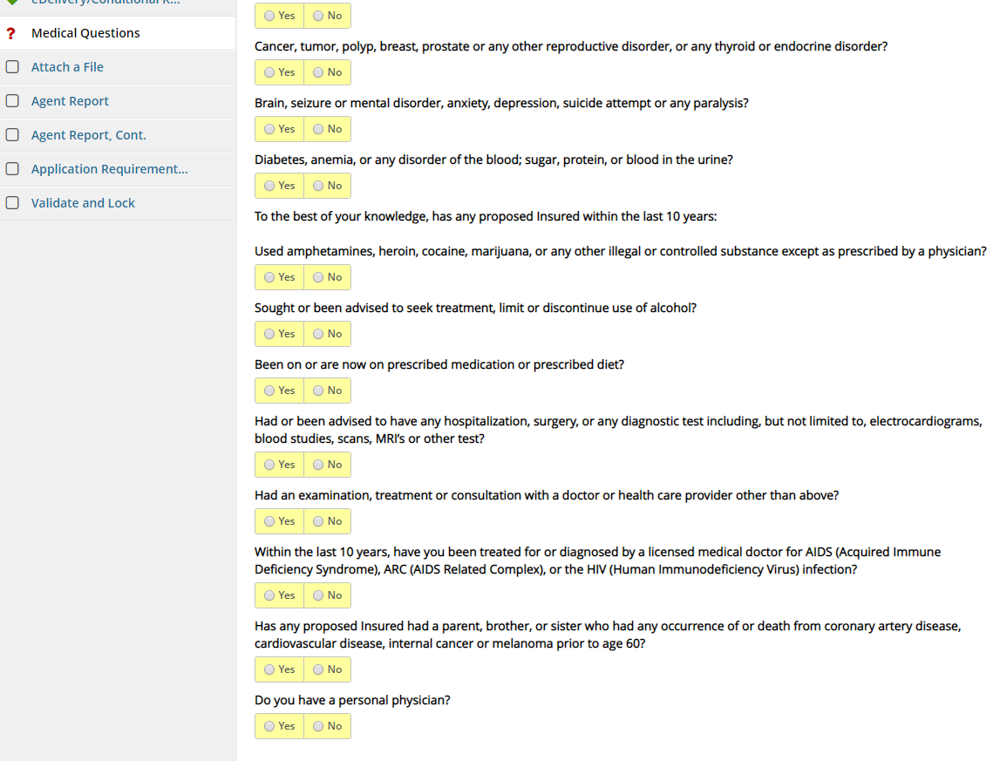 eDelivery/Conditional R...
Medical Questions
Attach a File
Agent Report
Agent Report, Cont.
Application Requirement...
Validate and Lock
Yes No
Cancer, tumor, polyp, breast, prostate or any other reproductive disorder, or any thyroid or endocrine disorder?
Yes No
Brain, seizure or mental disorder, anxiety, depression, suicide attempt or any paralysis?
Yes No
Diabetes, anemia, or any disorder of the blood; sugar, protein, or blood in the urine?
Yes No
To the best of your knowledge, has any proposed Insured within the last 10 years:
Used amphetamines, heroin, cocaine, marijuana, or any other illegal or controlled substance except as prescribed by a physician?
Yes No
Sought or been advised to seek treatment, limit or discontinue use of alcohol?
Yes No
Been on or are now on prescribed medication or prescribed diet?
Yes No
Had or been advised to have any hospitalization, surgery, or any diagnostic test including, but not limited to, electrocardiograms,
blood studies, scans, MRI's or other test?
Yes No
Had an examination, treatment or consultation with a doctor or health care provider other than above?
Yes No
Within the last 10 years, have you been treated for or diagnosed by a licensed medical doctor for AIDS (Acquired Immune
Deficiency Syndrome), ARC (AIDS Related Complex), or the HIV (Human Immunodeficiency Virus) infection?
Yes No
Has any proposed Insured had a parent, brother, or sister who had any occurrence of or death from coronary artery disease,
cardiovascular disease, internal cancer or melanoma prior to age 60?
Yes No
Do you have a personal physician?
Yes No